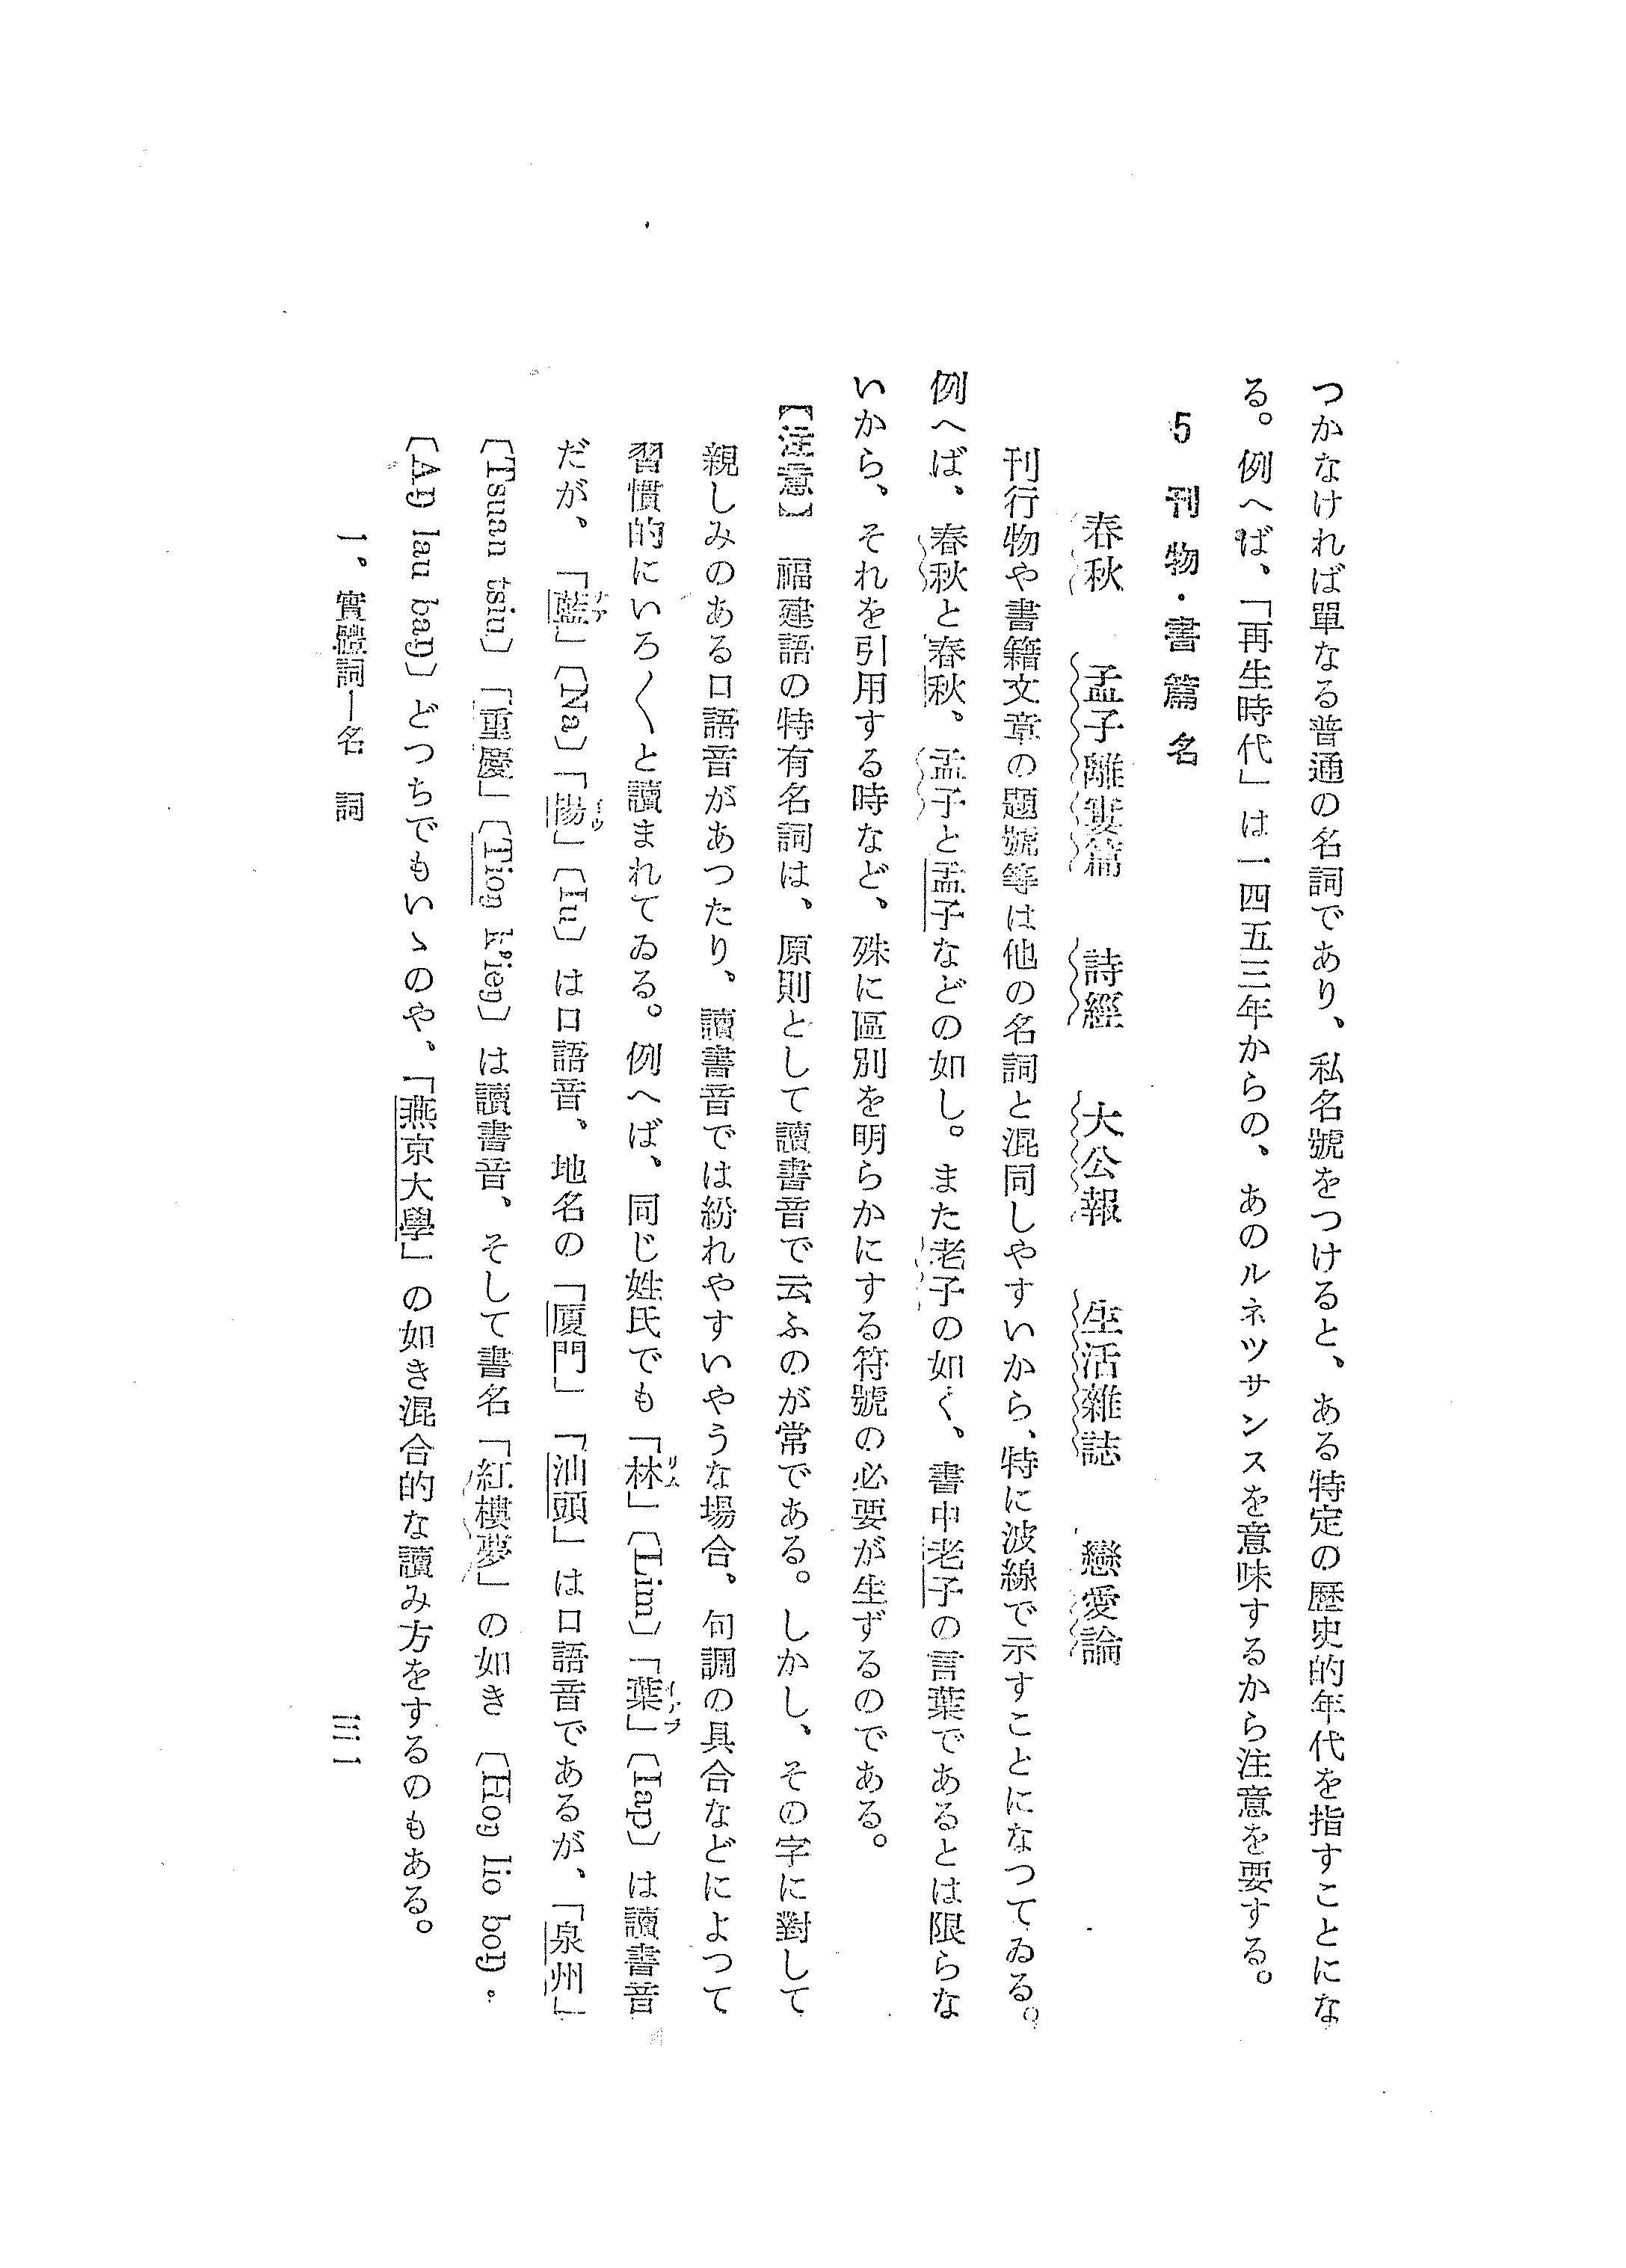 つかなければ單なる普通の名詞であり、私名號をつけると、ある特定の歷史的年代を指すことにな
る。例へば、「再生時代」は一四五三年からの、あのルネツサンスを意味するから注意を要する。
5 刊物・書篇名
春秋　孟子離婁篇　詩經　大公報　生活雜誌　戀愛論
刊行物や書籍文章の題號等は他の名詞と混同しやすいから、特に波線で示すことになつてゐる。
例へば、春秋と春秋、孟子と孟子などの如し。また老子の如く、書中老子の言葉であるとは限らな
いから、それを引用する時など、殊に區別を明らかにする符號の必要が生ずるのである。
【注意】　福建語の特有名詞は、原則として讀書音で云ふのが常である。しかし、その字に對して
親しみのある口語音があつたり、讀書音では紛れやすいやうな場合、句調の具合などによつて
習慣的にいろ〱と讀まれてゐる。例へば、同じ姓氏でも「林」〔Lim〕「葉」〔Iap〕は讀書音
だが、「藍」〔Na〕「陽」〔Iu〕は口語音、地名の「厦門」「汕頭」は口語音であるが、「泉州」
〔Tsuan tsiu〕「重慶」〔Tioŋ k'ieŋ〕は讀書音。そして書名「紅樓夢」の如き　〔Hoŋ lio boŋ・
〔Aŋ lau baŋ〕どつちでもいゝのや、「燕京大學」の如き混合的な讀み方をするのもある。
一、實體詞―名　詞
三一